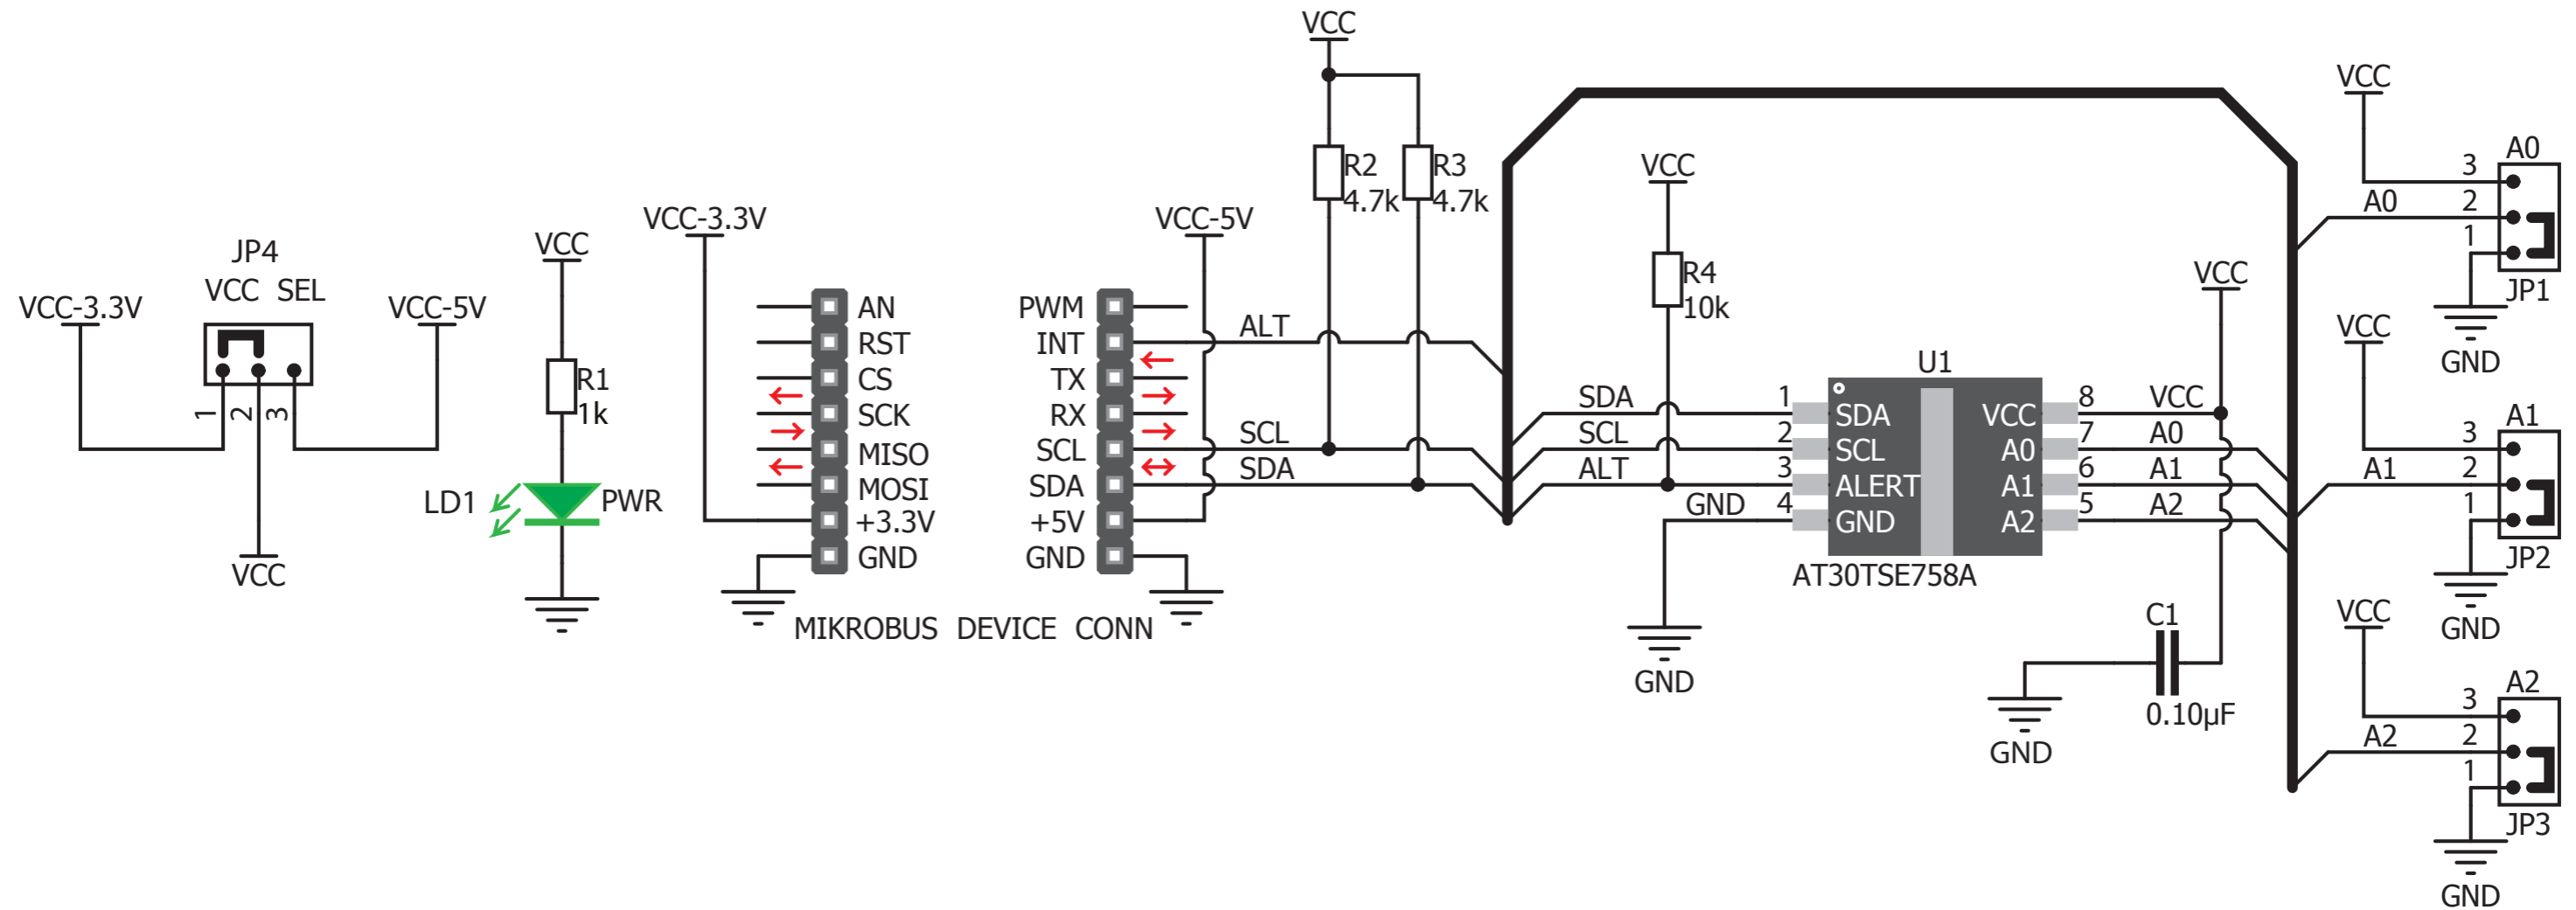 JP4
VCC SEL
VCC-3.3V
VCC-5V
1
2
3
VCC
VCC
R1
1k
LD1
PWR
VCC-3.3V
AN
RST
CS
SCK
MISO
MOSI
+3.3V
GND
PWM
INT
TX
RX
SCL
SDA
+5V
GND
MIKROBUS DEVICE CONN
VCC-5V
ALT
SCL
SDA
VCC
R2
4.7k
R3
4.7k
VCC
R4
10k
SDA
SCL
ALT
GND
GND
U1
1
2
3
4
SDA
SCL
ALERT
GND
VCC
A0
A1
A2
8
7
6
5
AT30TSE758A
VCC
VCC
A0
A1
A2
C1
0.10µF
GND
VCC
A0
3
2
1
A0
JP1
GND
VCC
A1
3
2
1
A1
JP2
GND
VCC
A2
3
2
1
A2
JP3
GND